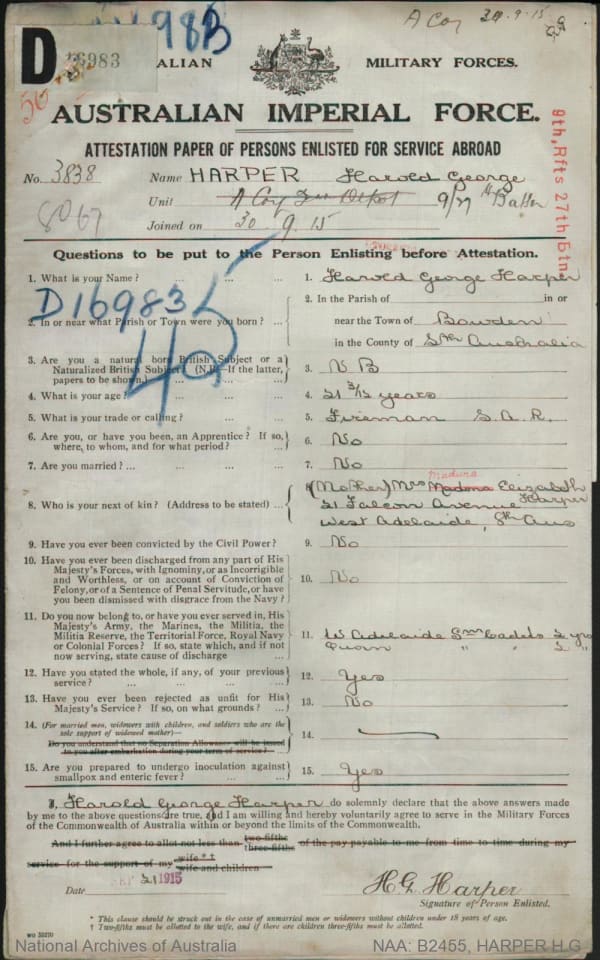 A Coy 30.9.15
98B
D 16983
56
ALIAN MILITARY FORCES.
AUSTRALIAN IMPERIAL FORCE.
ATTESTATION PAPER OF PERSONS ENLISTED FOR SERVICE ABROAD
9th, Rfts 27th Btn
No. 3838 Name HARPER Harold George
8067 Unit A Coy Depot 9/27th Battn
Joined on 30 . 9 . 15
Questions to be put to the Person Enlisting before Attestation.
1. What is your Name? ... 1. Harold George Harper
D16983
2. In or near what Parish or Town were you born? ... 2. In the Parish of in or
near the Town of Bowden
in the County of Sth Australia
45
3. Are you a natural born British Subject or a
Naturalized British Subject? (N.B.—If the latter,
papers to be shown.) ... 3. N B
4. What is your age? ... 4. 21 3/12 years
5. What is your trade or calling? ... 5. Fireman S.A.R.
6. Are you, or have you been, an Apprentice? If so,
where, to whom, and for what period? ... 6. No
7. Are you married? ... 7. No
8. Who is your next of kin? (Address to be stated) ... 8. (Mother) Mrs Madona Madura Elizabeth Harper
21 Falcon Avenue
West Adelaide, Sth Aus
9. Have you ever been convicted by the Civil Power? 9. No
10. Have you ever been discharged from any part of His
Majesty's Forces, with Ignominy, or as Incorrigible
and Worthless, or on account of Conviction of
Felony, or of a Sentence of Penal Servitude, or have
you been dismissed with disgrace from the Navy? 10. No
11. Do you now belong to, or have you ever served in, His
Majesty's Army, the Marines, the Militia, the
Militia Reserve, the Territorial Force, Royal Navy
or Colonial Forces? If so, state which, and if not
now serving, state cause of discharge ... 11. W Adelaide Snr Cadets 2 yrs
Quorn " " 2 "
12. Have you stated the whole, if any, of your previous
service? ... 12. Yes
13. Have you ever been rejected as unfit for His
Majesty's Service? If so, on what grounds? ... 13. No
14. (For married men, widowers with children, and soldiers who are the
sole support of widowed mother)—
Do you understand that no Separation Allowance will be issued
to you after embarkation during your term of service? 14.
15. Are you prepared to undergo inoculation against
smallpox and enteric fever? ... 15. Yes
I, Harold George Harper do solemnly declare that the above answers made
by me to the above questions are true, and I am willing and hereby voluntarily agree to serve in the Military Forces
of the Commonwealth of Australia within or beyond the limits of the Commonwealth.
And I further agree to allot not less than two-fifths three-fifths of the pay payable to me from time to time during my
service for the support of my wife * † wife and children
Date SEP 21 1915 H G Harper
Signature of Person Enlisted.
* This clause should be struck out in the case of unmarried men or widowers without children under 18 years of age.
† Two-fifths must be allotted to the wife, and if there are children three-fifths must be allotted.
National Archives of Australia NAA: B2455, HARPER H.G